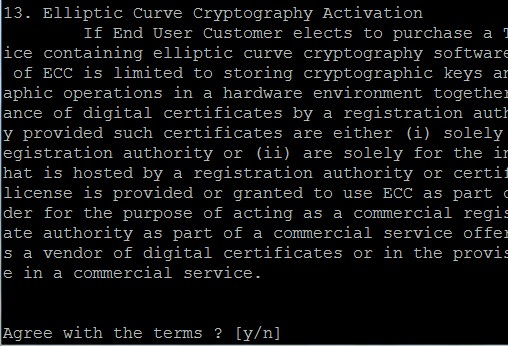 13. Elliptic Curve Cryptography Activation
If End User Customer elects to purchase a T
ice containing elliptic curve cryptography software
of ECC is limited to storing cryptographic keys an
aphic operations in a hardware environment together
ance of digital certificates by a registration auth
y provided such certificates are either (i) solely
egistration authority or (ii) are solely for the in
hat is hosted by a registration authority or certif
license is provided or granted to use ECC as part o
der for the purpose of acting as a commercial regis
ate authority as part of a commercial service offer
s a vendor of digital certificates or in the provis
e in a commercial service.
Agree with the terms ? [y/n]